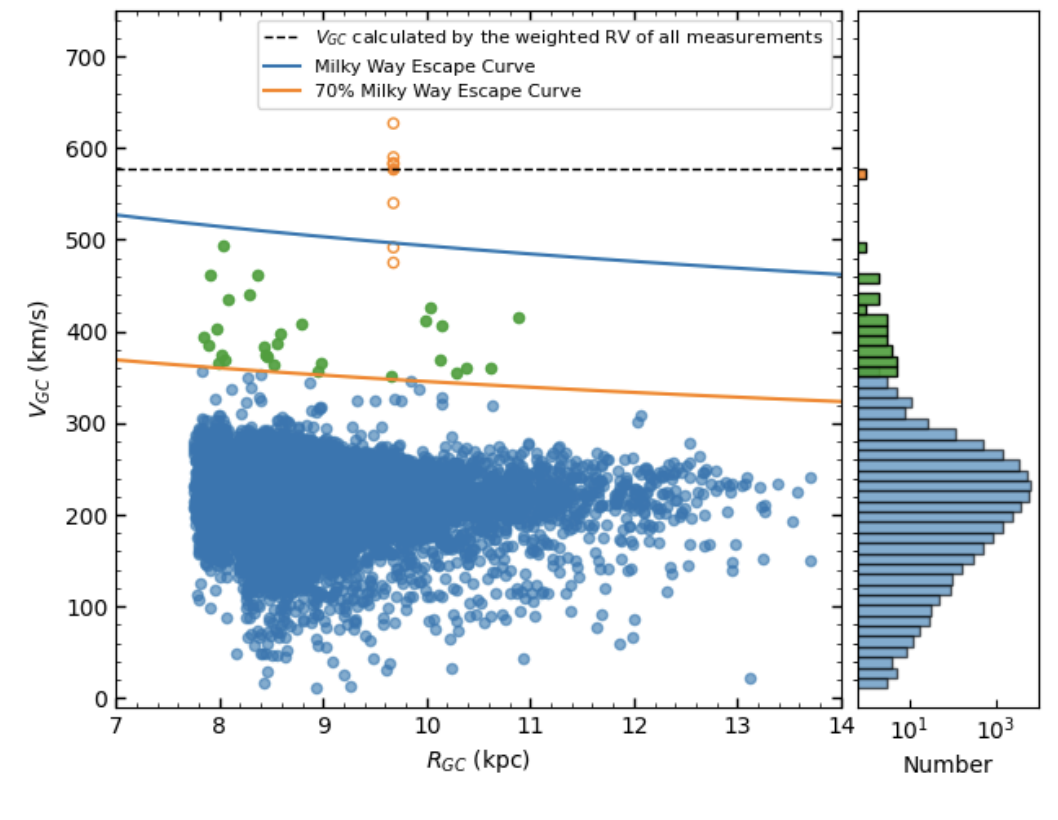 V_GC calculated by the weighted RV of all measurements
Milky Way Escape Curve
70% Milky Way Escape Curve
700
600
500
400
300
200
100
0
V_GC (km/s)
7 8 9 10 11 12 13 14
R_GC (kpc)
10^1 10^3
Number